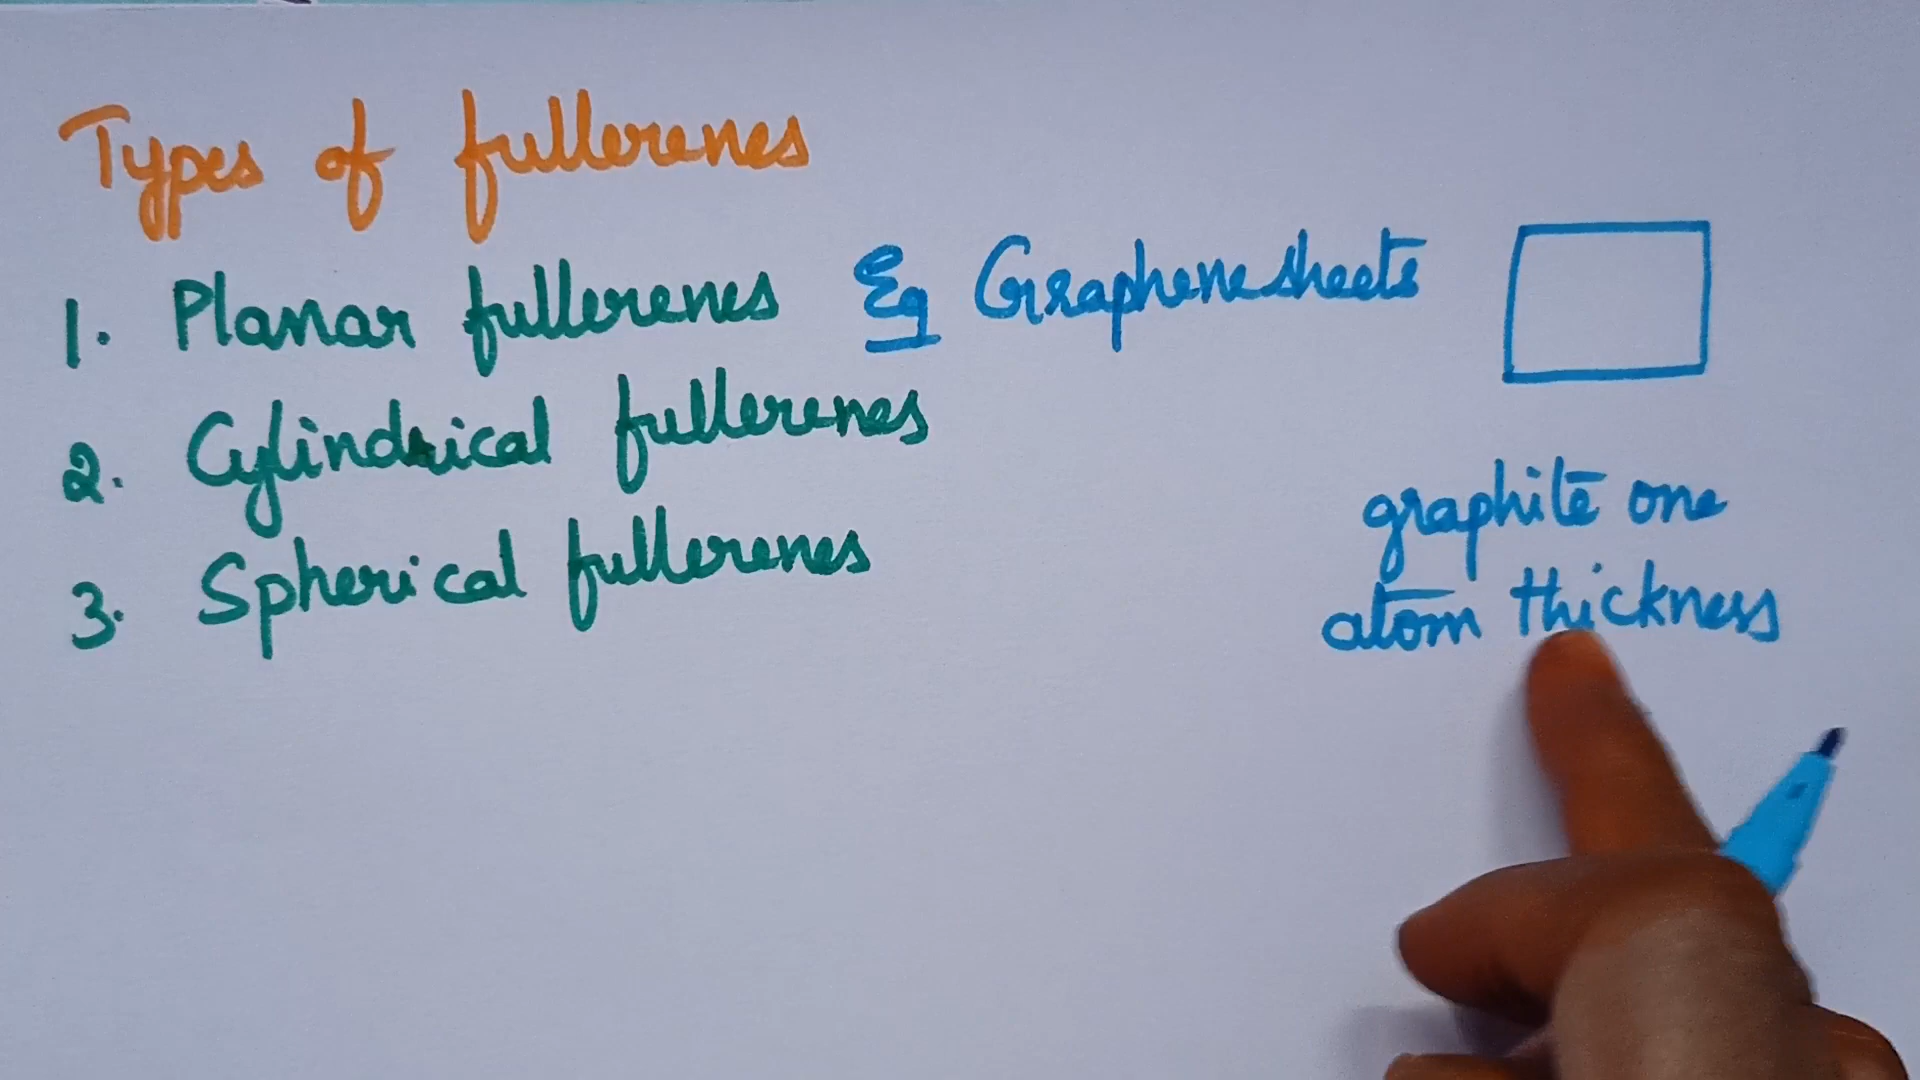 Types of fullerenes
1. Planar fullerenes Eg Graphene sheets
2. Cylindrical fullerenes
3. Spherical fullerenes
graphite one
atom thickness